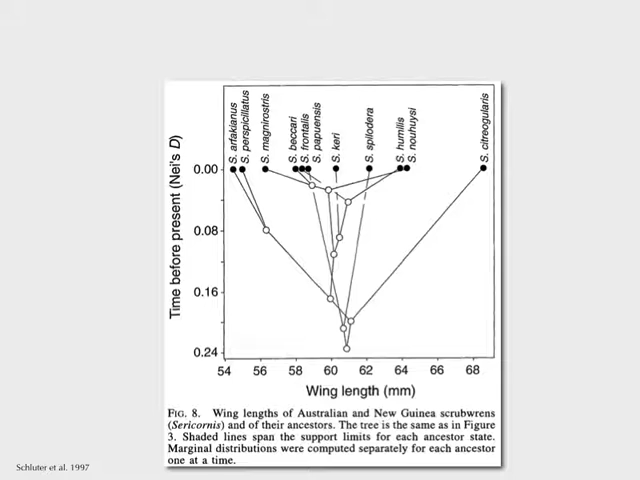 S. arfakianus
S. perspicillatus
S. magnirostris
S. beccari
S. frontalis
S. papuensis
S. keri
S. spilodera
S. humilis
S. nouhuysi
S. citreogularis
Time before present (Nei's D)
0.00
0.08
0.16
0.24
54 56 58 60 62 64 66 68
Wing length (mm)
FIG. 8. Wing lengths of Australian and New Guinea scrubwrens
(Sericornis) and of their ancestors. The tree is the same as in Figure
3. Shaded lines span the support limits for each ancestor state.
Marginal distributions were computed separately for each ancestor
one at a time.
Schluter et al. 1997